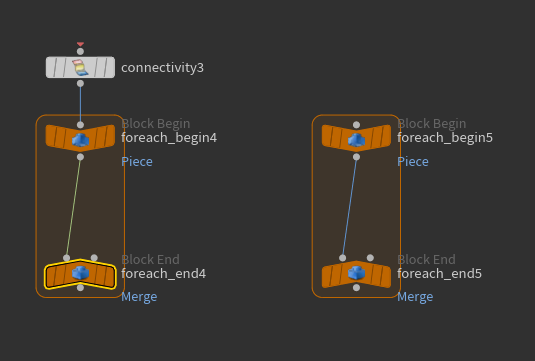 connectivity3
Block Begin
foreach_begin4
Piece
Block End
foreach_end4
Merge
Block Begin
foreach_begin5
Piece
Block End
foreach_end5
Merge